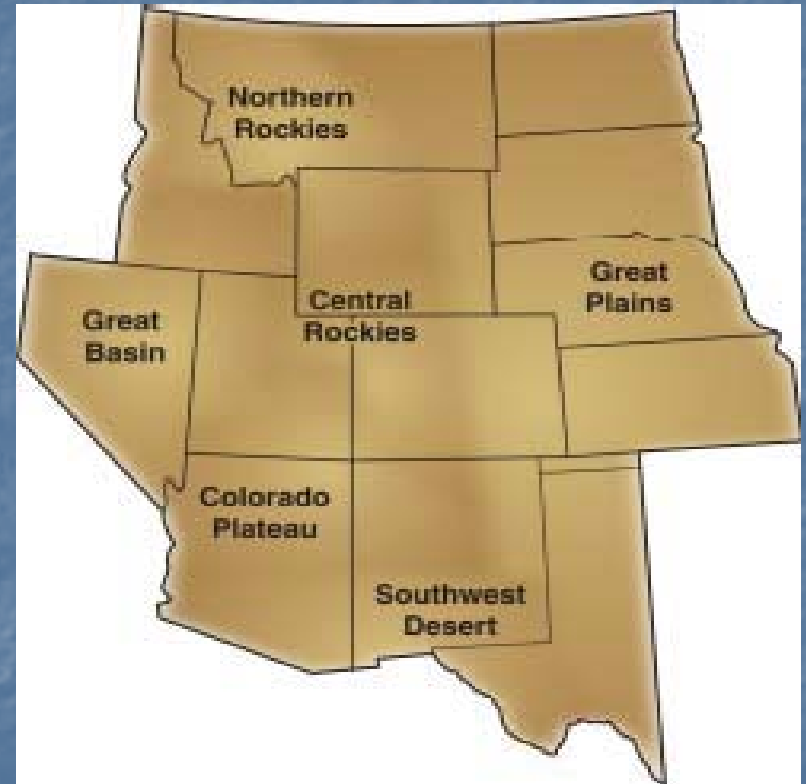 Northern
Rockies
Great
Plains
Central
Rockies
Great
Basin
Colorado
Plateau
Southwest
Desert